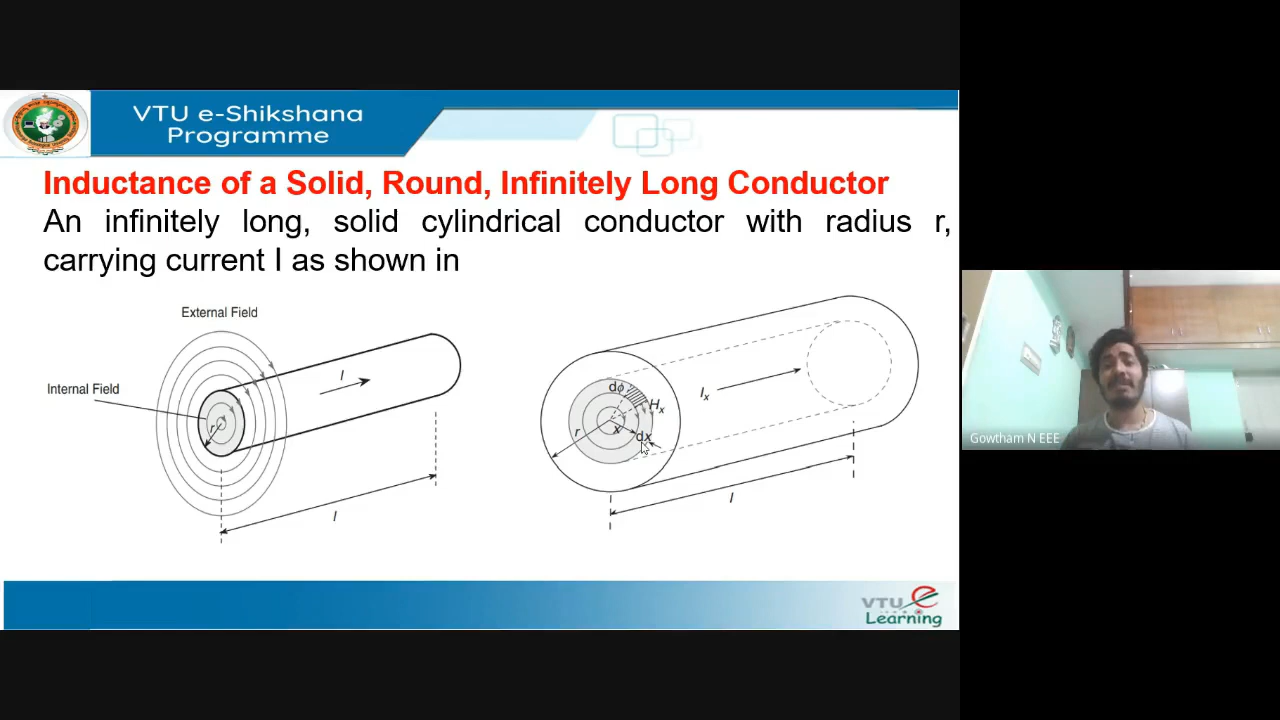 VTU e-Shikshana
Programme
Inductance of a Solid, Round, Infinitely Long Conductor
An infinitely long, solid cylindrical conductor with radius r,
carrying current I as shown in
External Field
Internal Field
r
I
l
dϕ
Hx
r
x
dx
Ix
l
Gowtham N EEE
VTU e
Learning